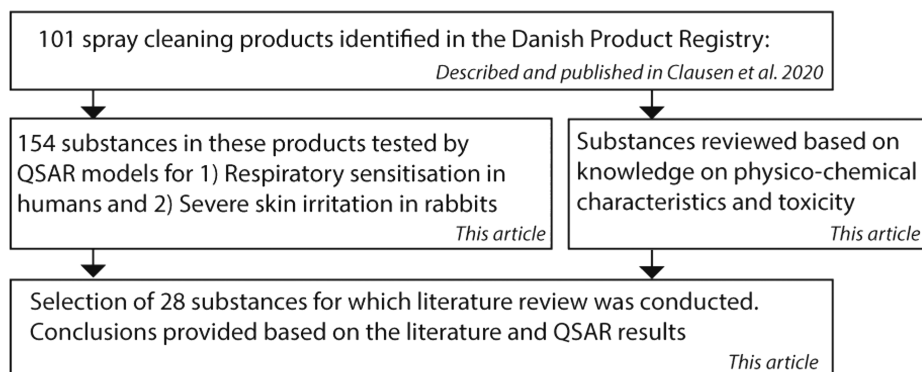 101 spray cleaning products identified in the Danish Product Registry:
Described and published in Clausen et al. 2020
154 substances in these products tested by
QSAR models for 1) Respiratory sensitisation in
humans and 2) Severe skin irritation in rabbits
This article
Substances reviewed based on
knowledge on physico-chemical
characteristics and toxicity
This article
Selection of 28 substances for which literature review was conducted.
Conclusions provided based on the literature and QSAR results
This article